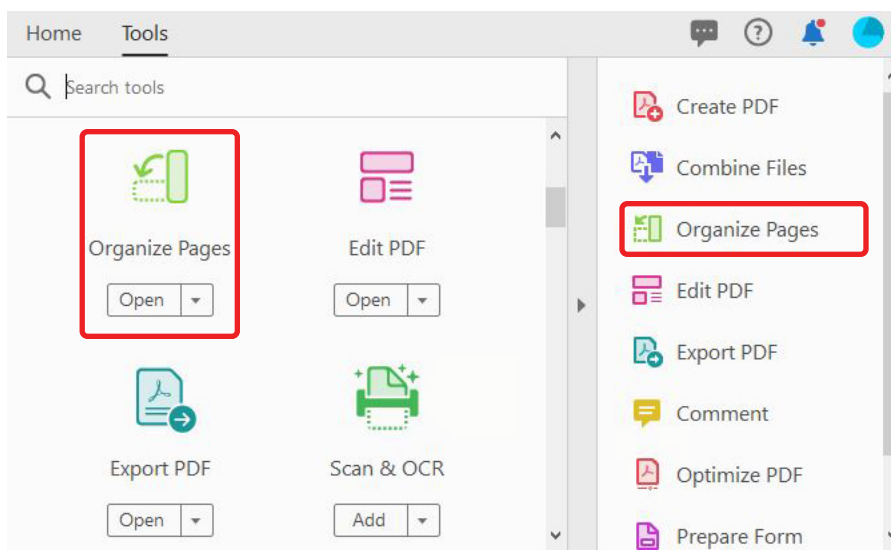 Home Tools
Search tools
Organize Pages Edit PDF
Open Open
Export PDF Scan & OCR
Open Add
Create PDF
Combine Files
Organize Pages
Edit PDF
Export PDF
Comment
Optimize PDF
Prepare Form